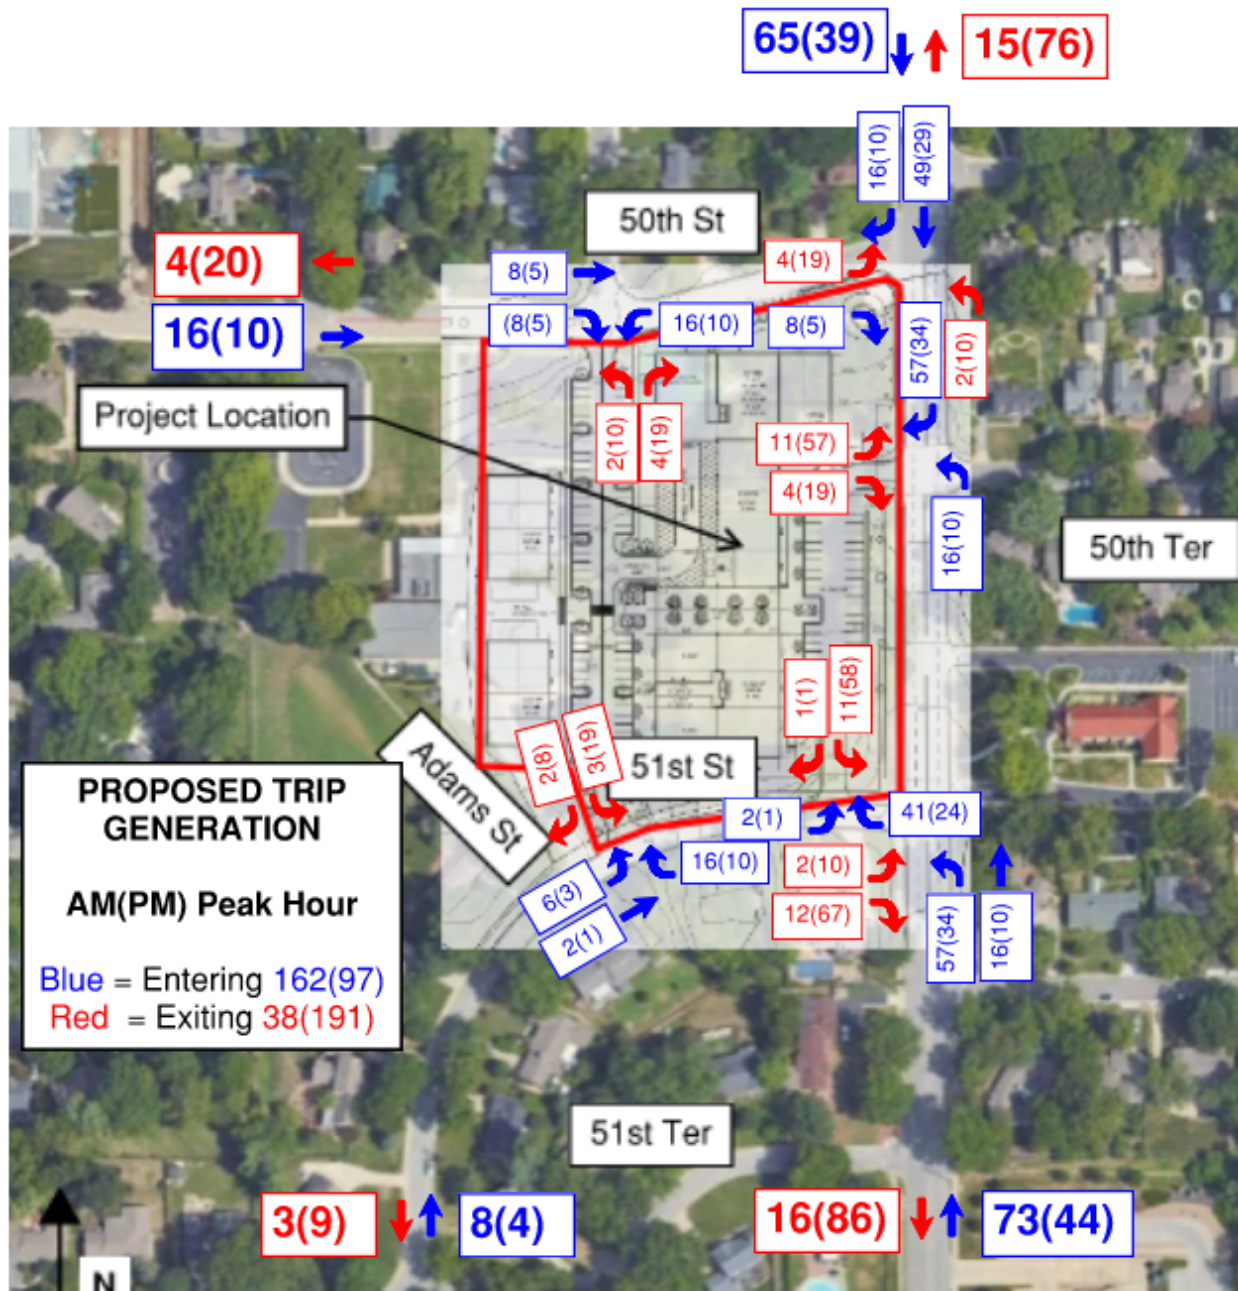 65(39)
15(76)
16(10)
49(29)
50th St
4(20)
16(10)
8(5)
(8(5)
16(10)
4(19)
8(5)
57(34)
2(10)
Project Location
2(10)
4(19)
11(57)
4(19)
16(10)
50th Ter
1(1)
11(58)
Adams St
2(8)
3(19)
51st St
2(1)
41(24)
16(10)
2(10)
12(67)
6(3)
2(1)
57(34)
16(10)
PROPOSED TRIP
GENERATION
AM(PM) Peak Hour
Blue = Entering 162(97)
Red = Exiting 38(191)
51st Ter
3(9)
8(4)
16(86)
73(44)
N